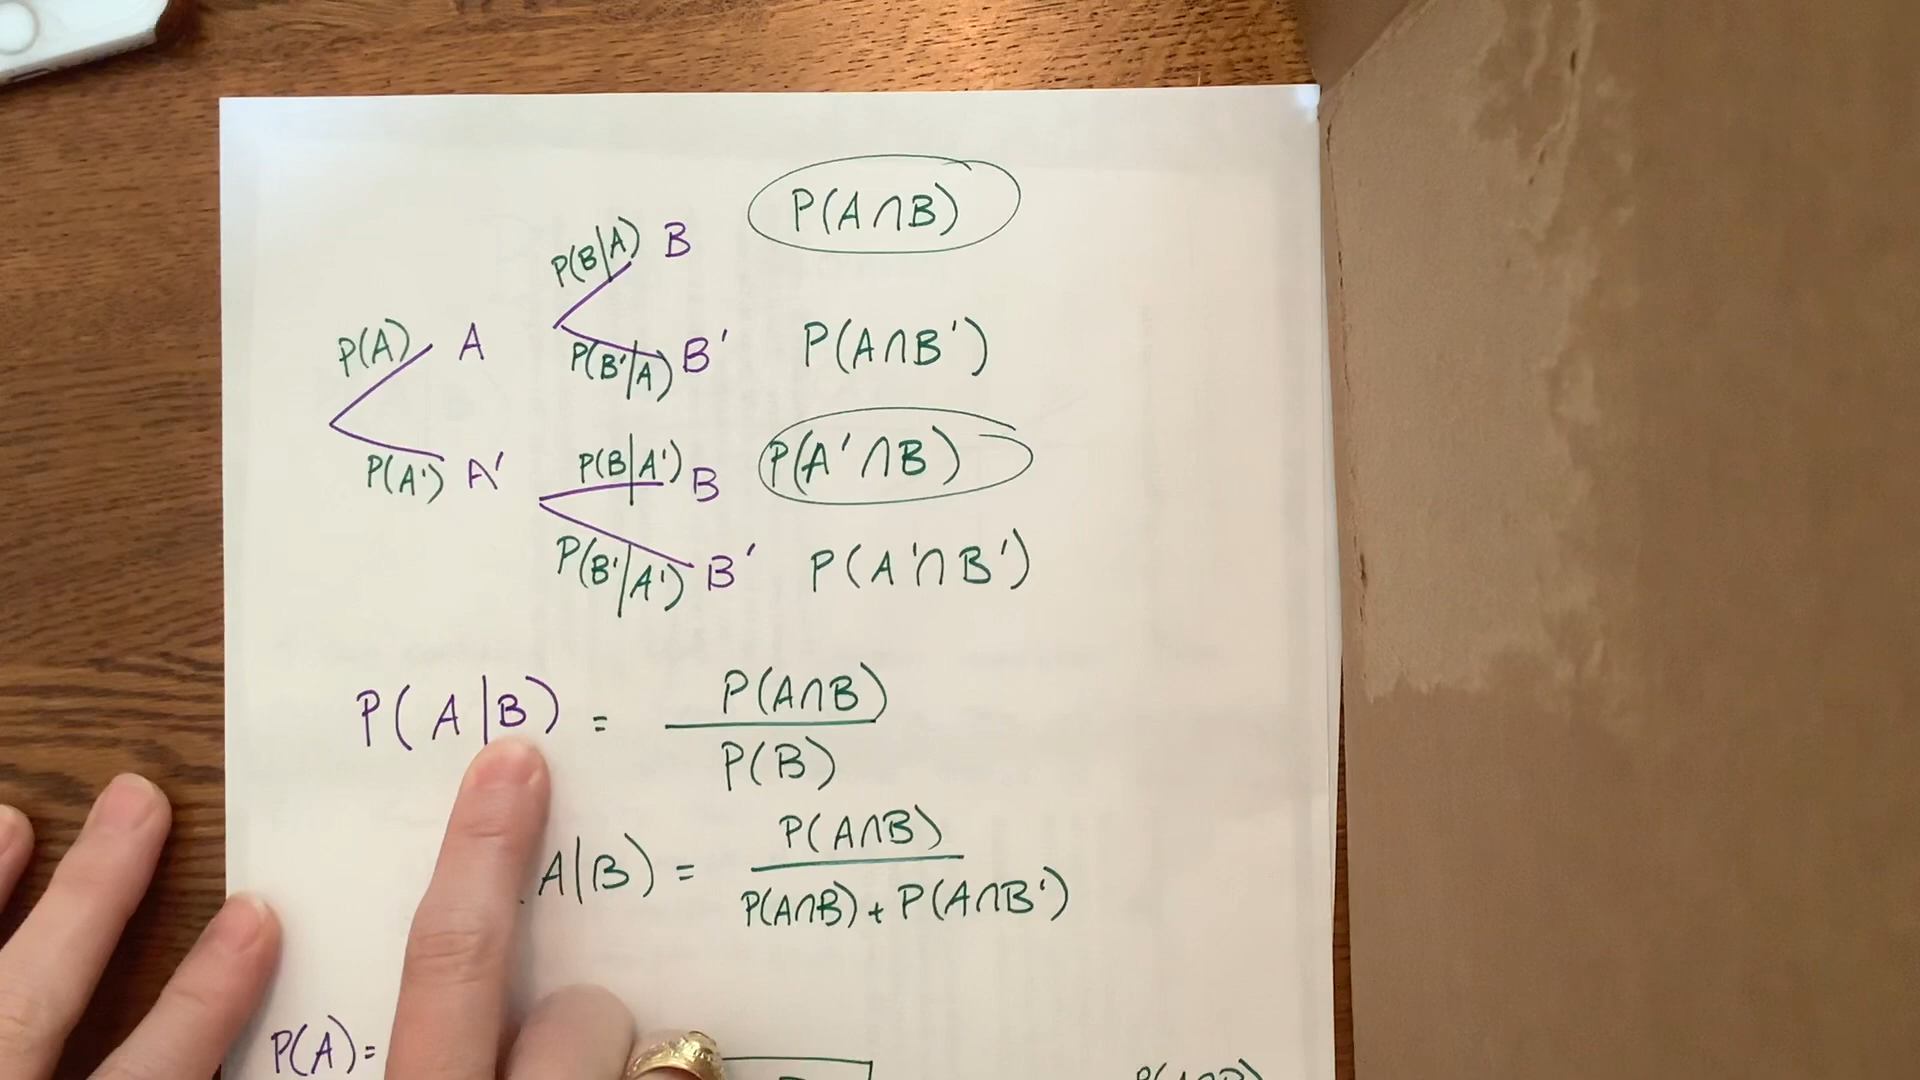 P(A∩B)
P(B|A) B
P(A) A P(B'|A) B' P(A∩B')
P(A') A' P(B|A') B P(A'∩B)
P(B'|A') B' P(A'∩B')
P(A|B) = P(A∩B)
P(B)
A|B) = P(A∩B)
P(A∩B) + P(A∩B')
P(A)=